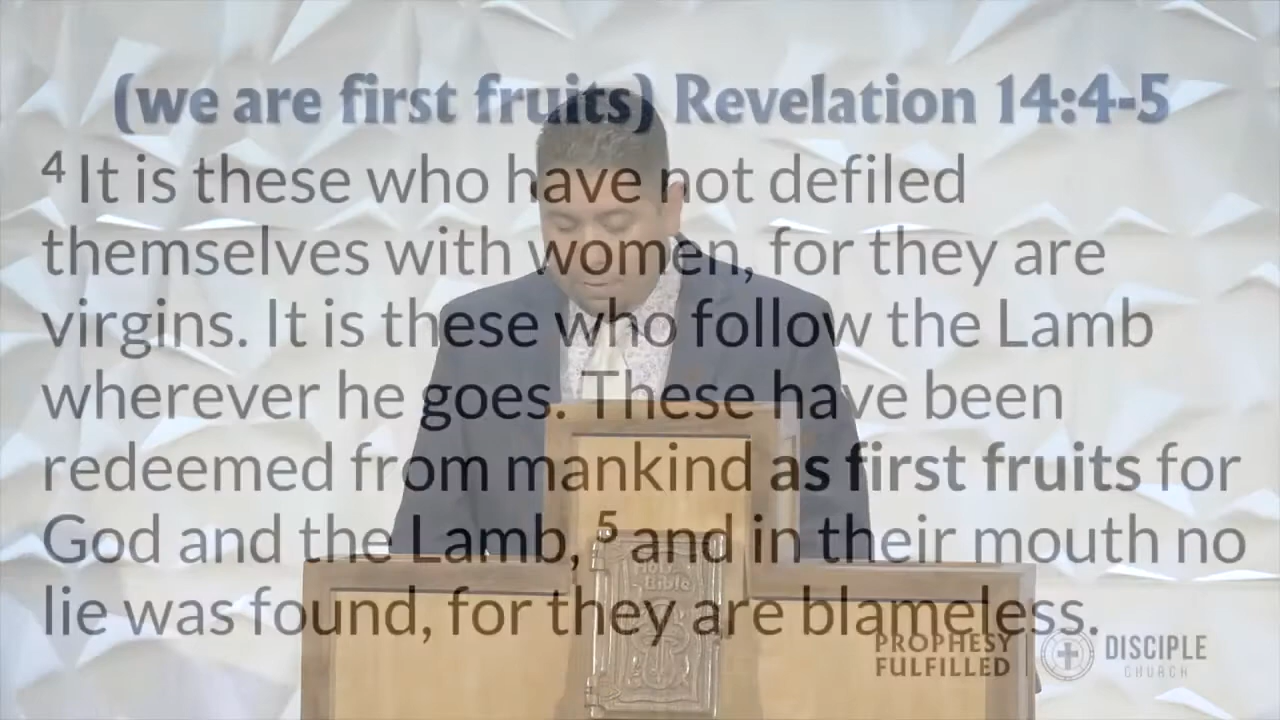 (we are first fruits) Revelation 14:4-5
4 It is these who have not defiled
themselves with women, for they are
virgins. It is these who follow the Lamb
wherever he goes. These have been
redeemed from mankind as first fruits for
God and the Lamb, 5 and in their mouth no
lie was found, for they are blameless.
Holy
Bible
PROPHESY
FULFILLED
DISCIPLE
CHURCH